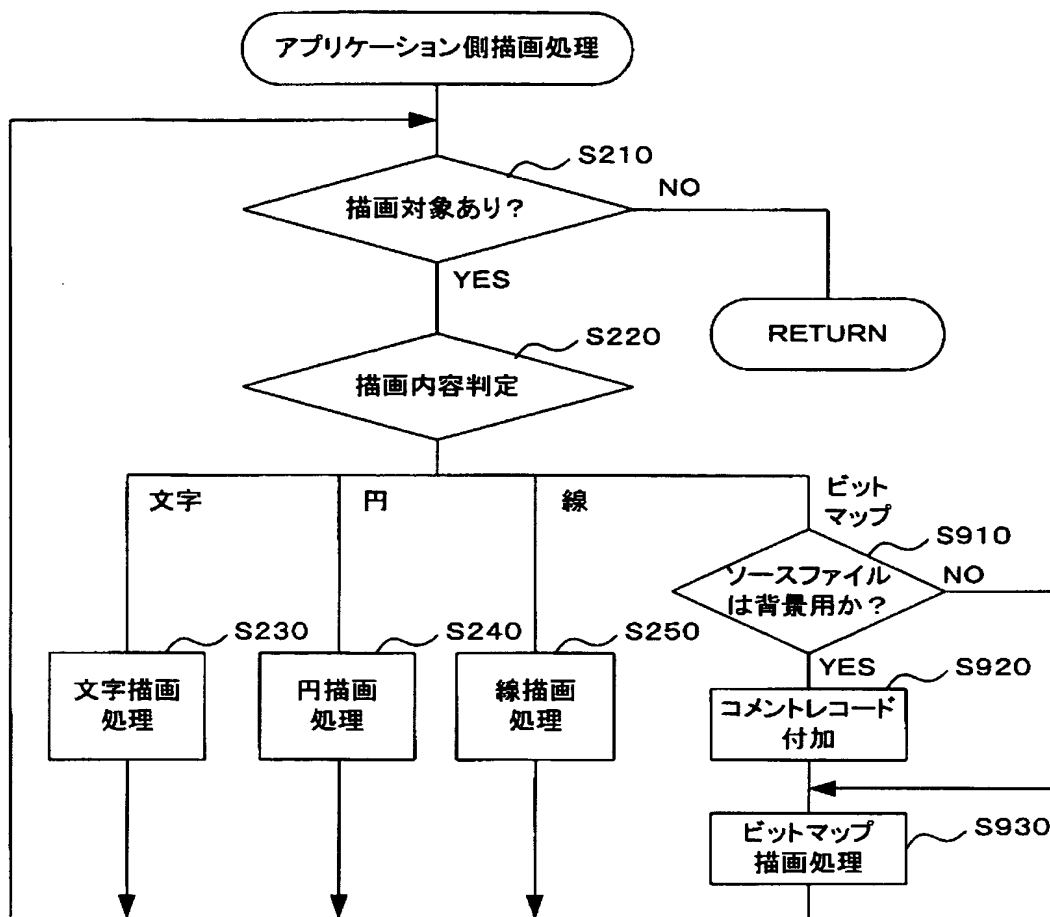 アプリケーション側描画処理
S210
描画対象あり?
NO
YES
RETURN
S220
描画内容判定
文字
円
線
ビット
マップ
S910
ソースファイル
は背景用か?
NO
YES
S230
文字描画
処理
S240
円描画
処理
S250
線描画
処理
S920
コメントレコード
付加
S930
ビットマップ
描画処理